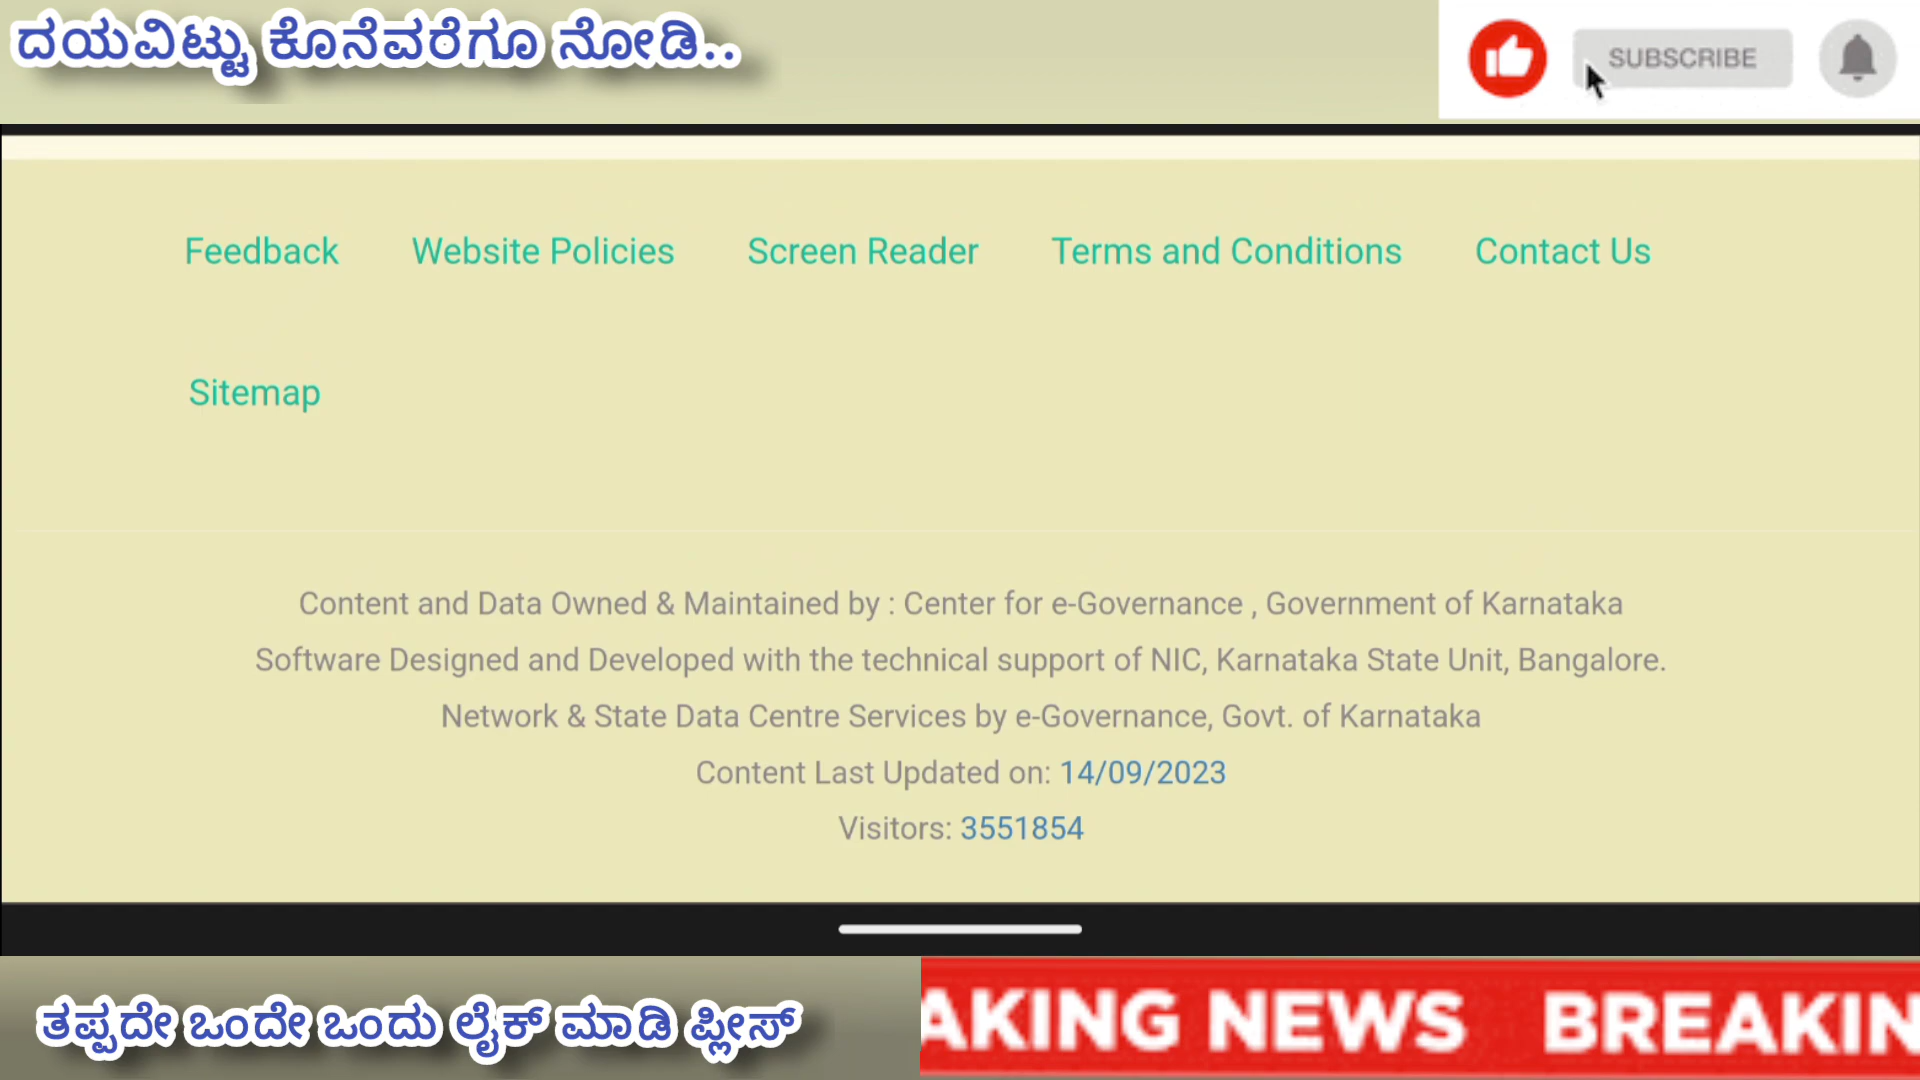 ದಯವಿಟ್ಟು ಕೊನೆವರೆಗೂ ನೋಡಿ..
SUBSCRIBE
Feedback Website Policies Screen Reader Terms and Conditions Contact Us
Sitemap
Content and Data Owned & Maintained by : Center for e-Governance , Government of Karnataka
Software Designed and Developed with the technical support of NIC, Karnataka State Unit, Bangalore.
Network & State Data Centre Services by e-Governance, Govt. of Karnataka
Content Last Updated on: 14/09/2023
Visitors: 3551854
ತಪ್ಪದೇ ಒಂದೇ ಒಂದು ಲೈಕ್ ಮಾಡಿ ಪ್ಲೀಸ್
AKING NEWS BREAKIN